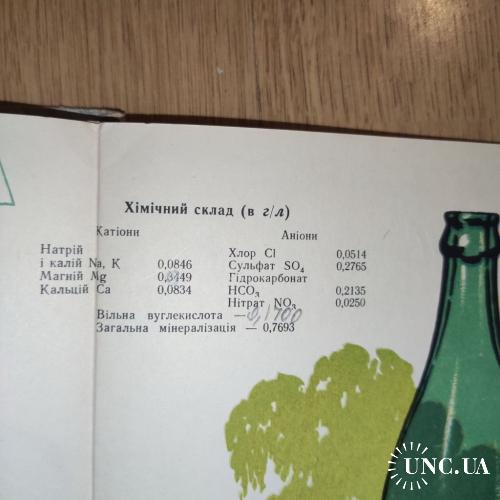 Хімічний склад (в г/л)
Катіони Аніони
Натрій
і калій Na, K 0,0846
Магній Mg
Кальцій Ca 0,0834
Хлор Cl 0,0514
Сульфат SO₄ 0,2765
Гідрокарбонат
HCO₃ 0,2135
Нітрат NO₃ 0,0250
Вільна вуглекислота — 0,1700
Загальна мінералізація — 0,7693
UNC.UA